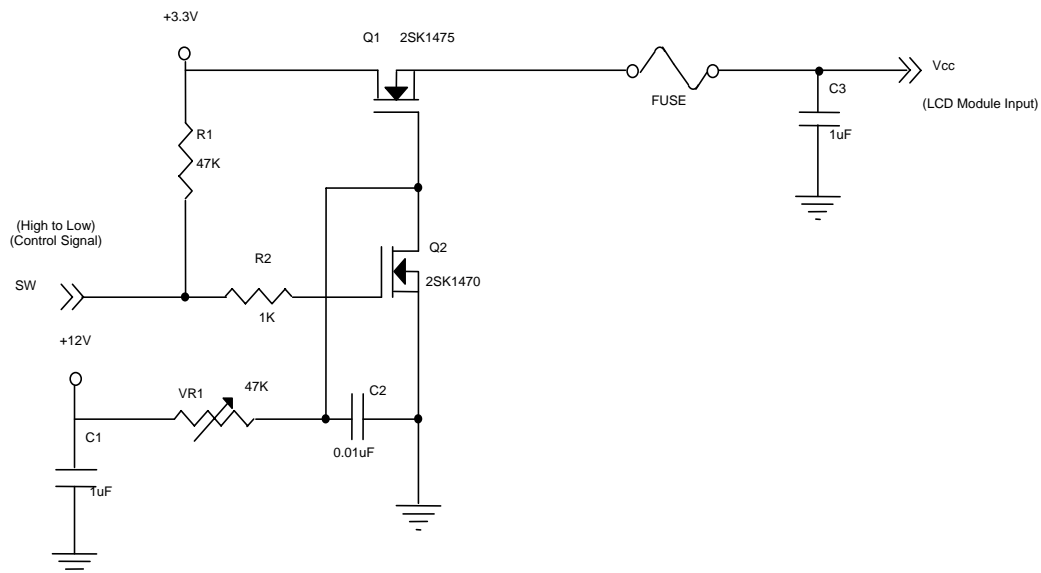 +3.3V
Q1 2SK1475
Vcc
FUSE
C3
(LCD Module Input)
R1
1uF
47K
(High to Low)
(Control Signal)
Q2
R2
2SK1470
SW
1K
+12V
47K
VR1
C2
C1
0.01uF
1uF